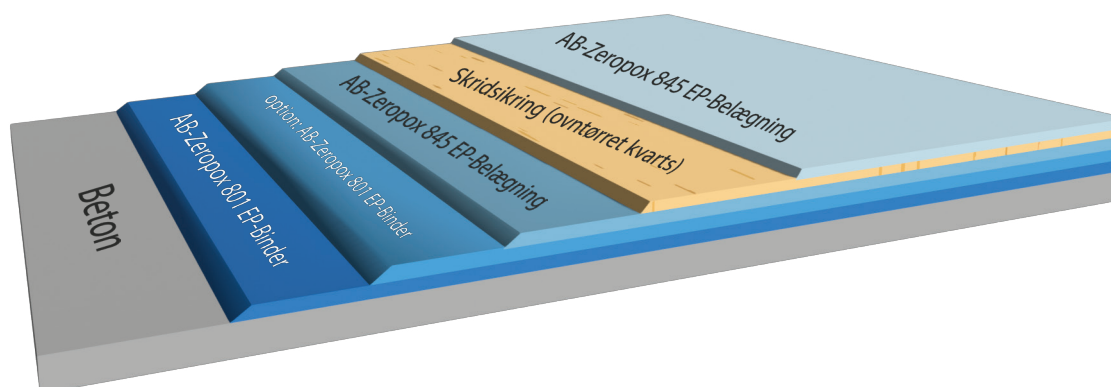 Beton
AB-Zeropox 801 EP-Binder
option: AB-Zeropox 801 EP-Binder
AB-Zeropox 845 EP-Belægning
Skridsikring (ovntørret kvarts)
AB-Zeropox 845 EP-Belægning